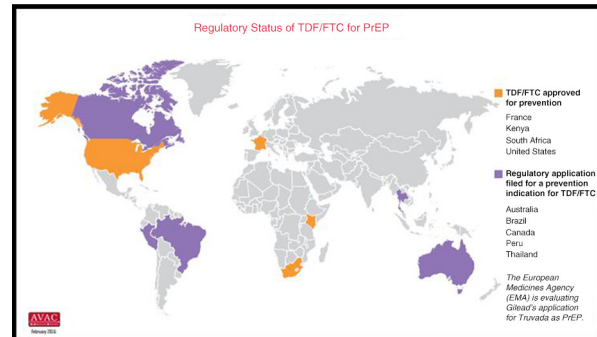 Regulatory Status of TDF/FTC for PrEP
TDF/FTC approved
for prevention
France
Kenya
South Africa
United States
Regulatory application
filed for a prevention
indication for TDF/FTC
Australia
Brazil
Canada
Peru
Thailand
The European
Medicines Agency
(EMA) is evaluating
Gilead's application
for Truvada as PrEP.
AVAC
February 2016